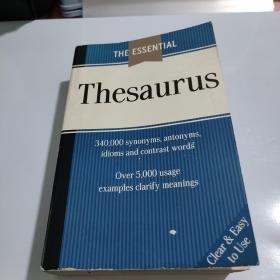 THE ESSENTIAL
Thesaurus
340,000 synonyms, antonyms,
idioms and contrast words
Over 5,000 usage
examples clarify meanings
Clear & Easy
to Use